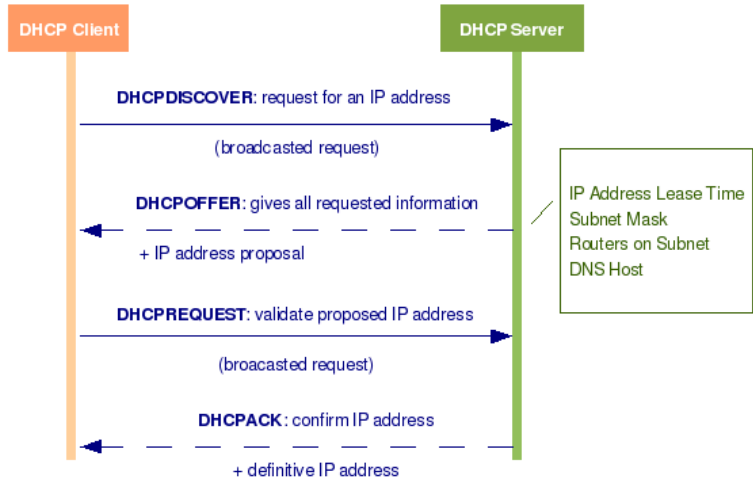 DHCP Client
DHCP Server
DHCPDISCOVER: request for an IP address
(broadcasted request)
DHCPOFFER: gives all requested information
+ IP address proposal
IP Address Lease Time
Subnet Mask
Routers on Subnet
DNS Host
DHCPREQUEST: validate proposed IP address
(broacasted request)
DHCPACK: confirm IP address
+ definitive IP address